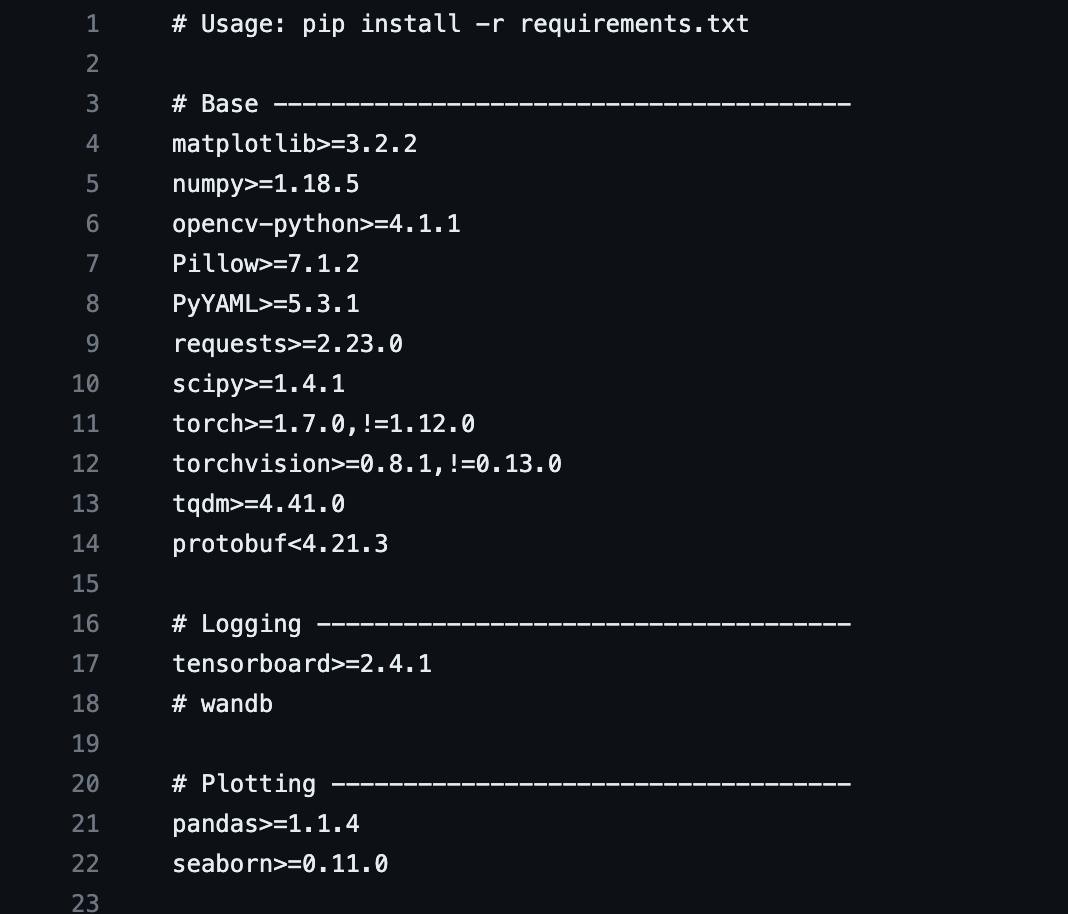 1 # Usage: pip install -r requirements.txt
2
3 # Base ----------------------------------------
4 matplotlib>=3.2.2
5 numpy>=1.18.5
6 opencv-python>=4.1.1
7 Pillow>=7.1.2
8 PyYAML>=5.3.1
9 requests>=2.23.0
10 scipy>=1.4.1
11 torch>=1.7.0,!=1.12.0
12 torchvision>=0.8.1,!=0.13.0
13 tqdm>=4.41.0
14 protobuf<4.21.3
15
16 # Logging -------------------------------------
17 tensorboard>=2.4.1
18 # wandb
19
20 # Plotting ------------------------------------
21 pandas>=1.1.4
22 seaborn>=0.11.0
23